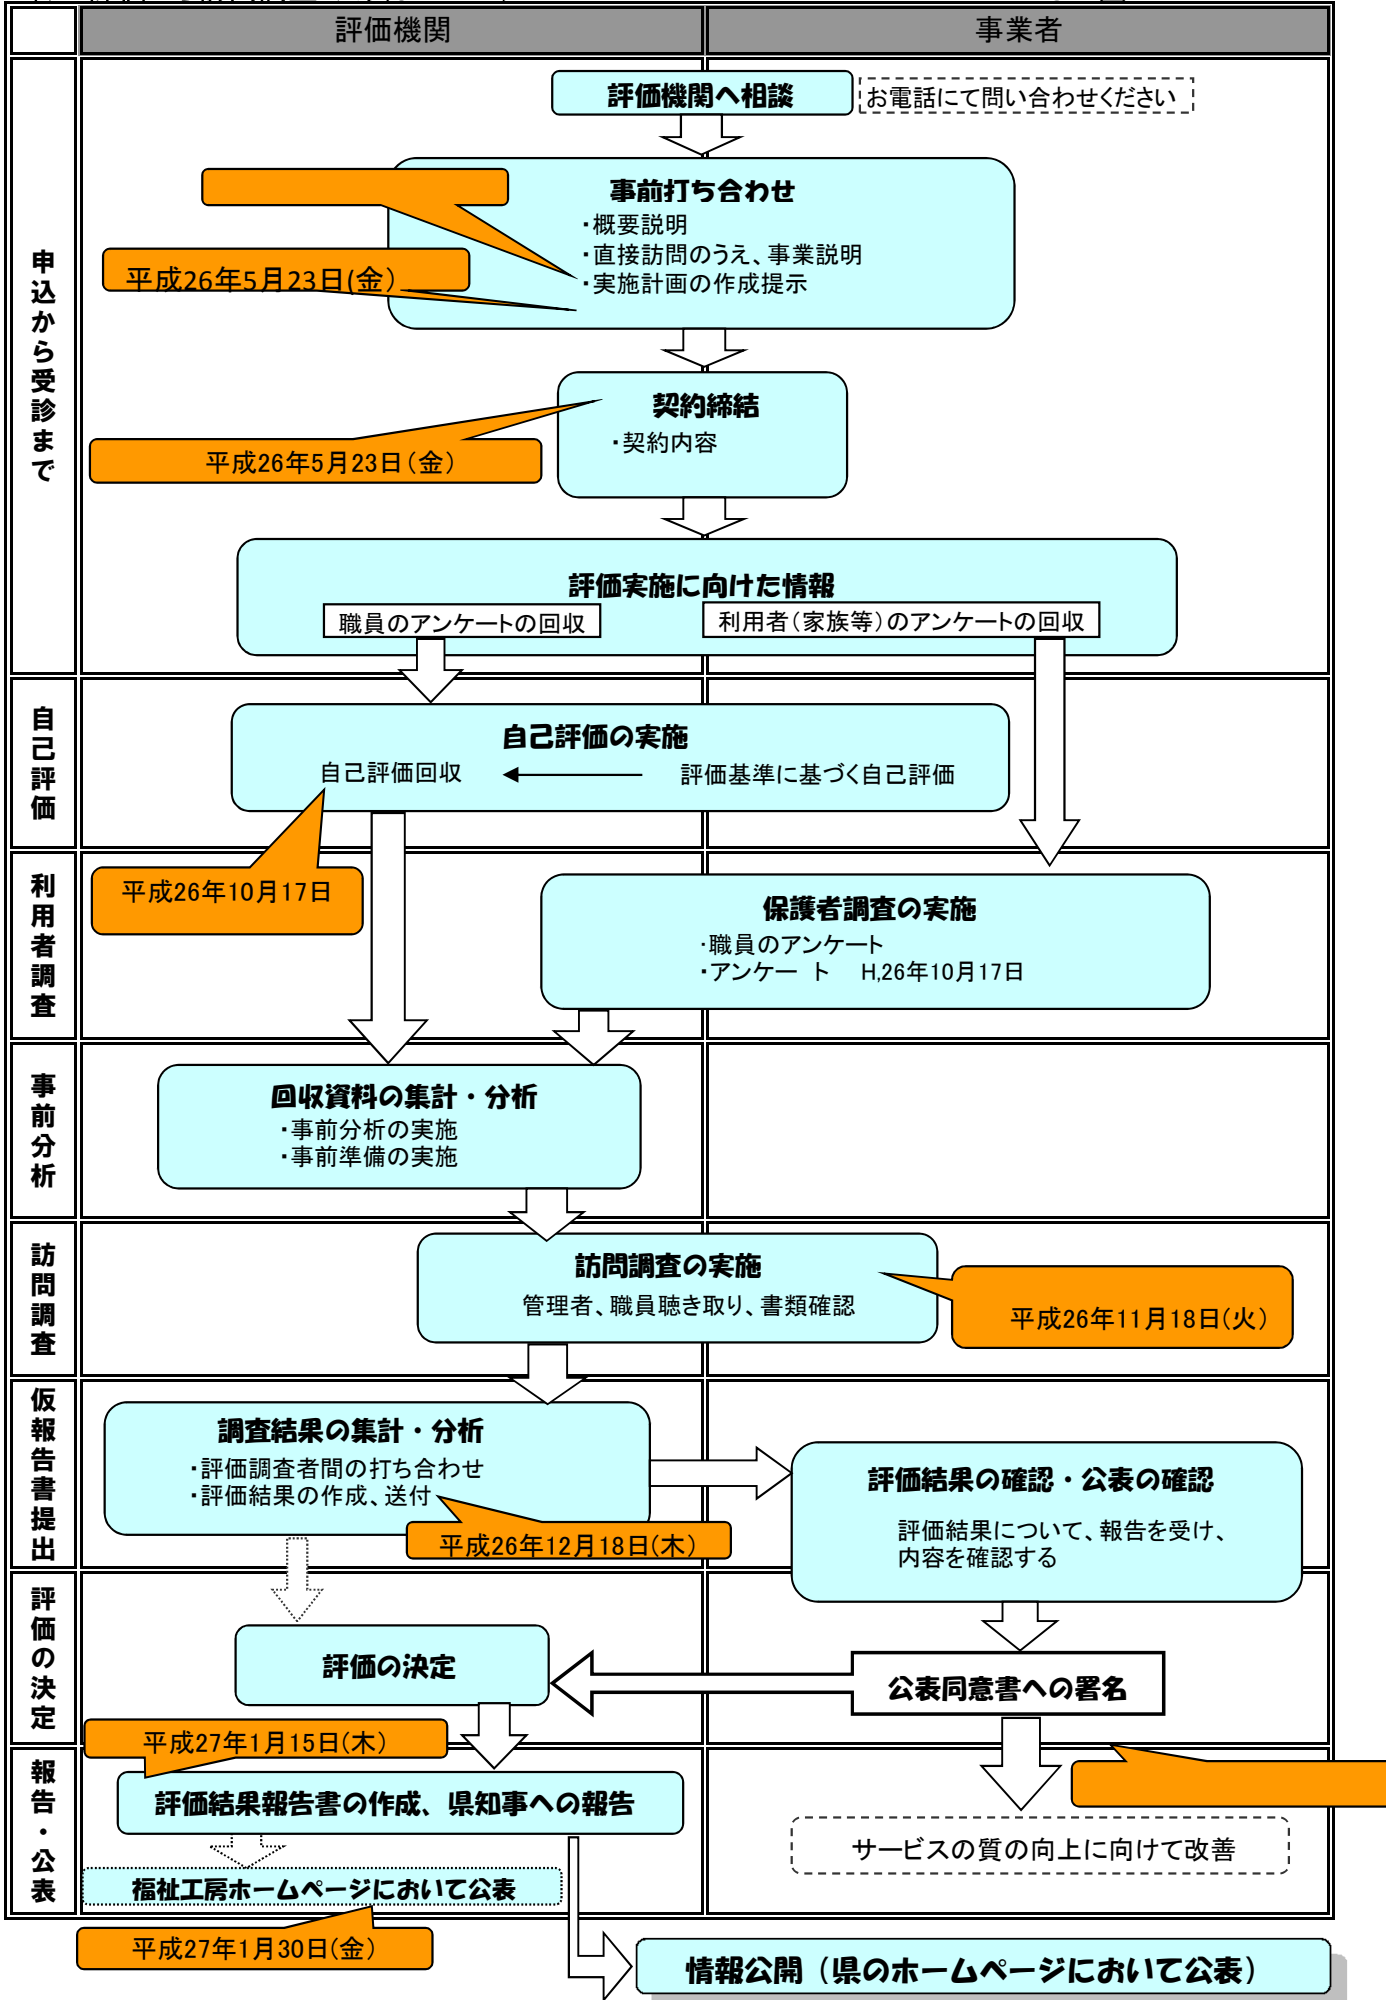 評価機関
事業者
申込から受診まで
評価機関へ相談
お電話にて問い合わせください
事前打ち合わせ
・概要説明
・直接訪問のうえ、事業説明
・実施計画の作成提示
平成26年5月23日(金)
契約締結
・契約内容
平成26年5月23日(金)
評価実施に向けた情報
職員のアンケートの回収
利用者(家族等)のアンケートの回収
自己評価
自己評価の実施
自己評価回収
評価基準に基づく自己評価
利用者調査
平成26年10月17日
保護者調査の実施
・職員のアンケート
・アンケー ト H,26年10月17日
事前分析
回収資料の集計・分析
・事前分析の実施
・事前準備の実施
訪問調査
訪問調査の実施
管理者、職員聴き取り、書類確認
平成26年11月18日(火)
仮報告書提出
調査結果の集計・分析
・評価調査者間の打ち合わせ
・評価結果の作成、送付
平成26年12月18日(木)
評価結果の確認・公表の確認
評価結果について、報告を受け、
内容を確認する
評価の決定
評価の決定
公表同意書への署名
平成27年1月15日(木)
報告・公表
評価結果報告書の作成、県知事への報告
サービスの質の向上に向けて改善
福祉工房ホームページにおいて公表
平成27年1月30日(金)
情報公開(県のホームページにおいて公表)